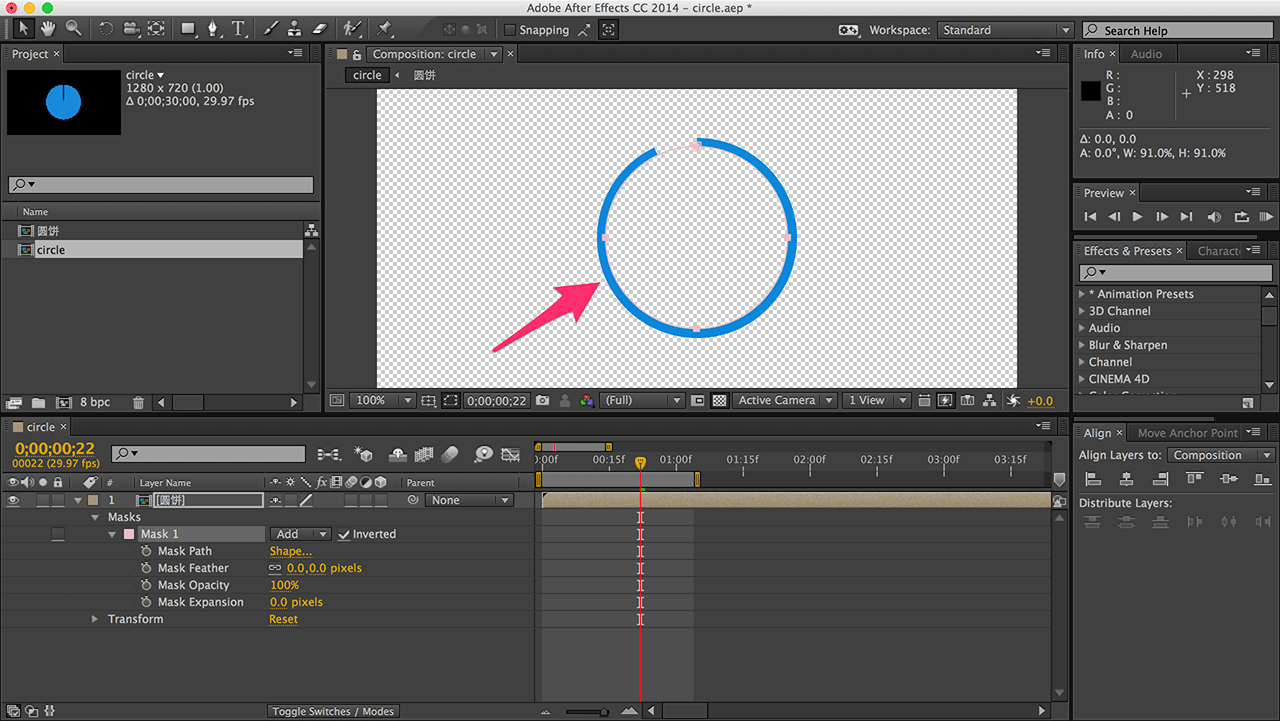 Adobe After Effects CC 2014 – circle.aep *
Snapping
Workspace: Standard
Search Help
Project ×
circle
1280 x 720 (1.00)
Δ 0;00;30;00, 29.97 fps
Name
圆饼
circle
8 bpc
Composition: circle ×
circle 圆饼
100%
0;00;00;22
(Full)
Active Camera
1 View
+0.0
Info × Audio
R :
G :
B :
A : 0
X : 298
Y : 518
Δ: 0.0, 0.0
A: 0.0°, W: 91.0%, H: 91.0%
Preview ×
Effects & Presets ×
* Animation Presets
3D Channel
Audio
Blur & Sharpen
Channel
CINEMA 4D
circle ×
0;00;00;22
00022 (29.97 fps)
:00f 00:15f 01:00f 01:15f 02:00f 02:15f 03:00f 03:15f
# Layer Name fx Parent
1 [圆饼] None
Masks
Mask 1 Add Inverted
Mask Path Shape...
Mask Feather 0.0,0.0 pixels
Mask Opacity 100%
Mask Expansion 0.0 pixels
Transform Reset
Toggle Switches / Modes
Align × Move Anchor Point
Align Layers to: Composition
Distribute Layers: